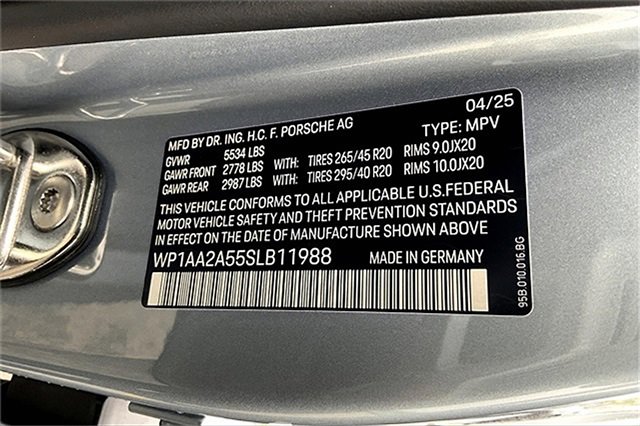 04/25
MFD BY DR. ING. H.C. F. PORSCHE AG TYPE: MPV
GVWR 5534 LBS
GAWR FRONT 2778 LBS WITH: TIRES 265/45 R20 RIMS 9.0JX20
GAWR REAR 2987 LBS WITH: TIRES 295/40 R20 RIMS 10.0JX20
THIS VEHICLE CONFORMS TO ALL APPLICABLE U.S.FEDERAL
MOTOR VEHICLE SAFETY AND THEFT PREVENTION STANDARDS
IN EFFECT ON THE DATE OF MANUFACTURE SHOWN ABOVE
WP1AA2A55SLB11988 MADE IN GERMANY
95B.010.016.BG